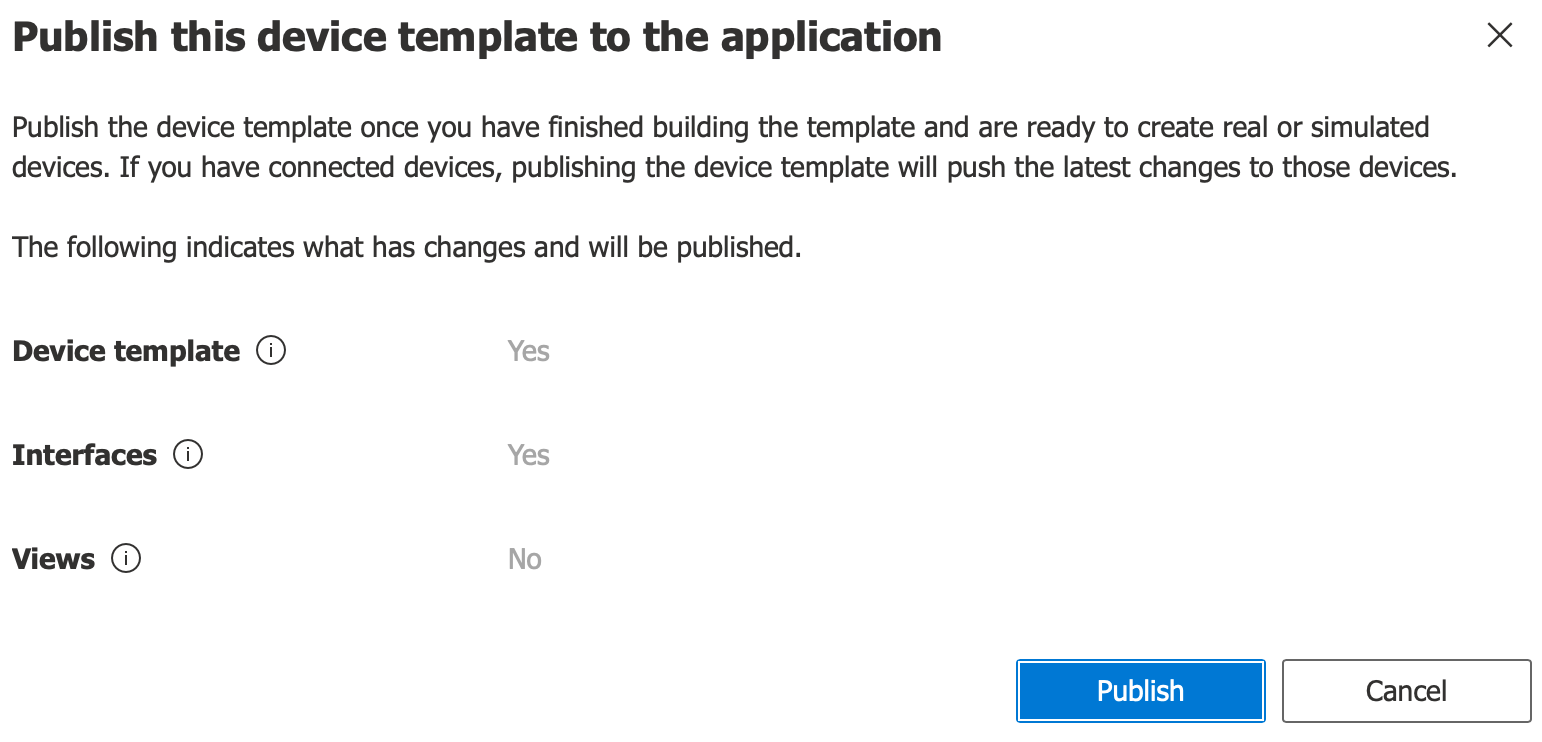 Publish this device template to the application
Publish the device template once you have finished building the template and are ready to create real or simulated
devices. If you have connected devices, publishing the device template will push the latest changes to those devices.
The following indicates what has changes and will be published.
Device template Yes
Interfaces Yes
Views No
Publish Cancel